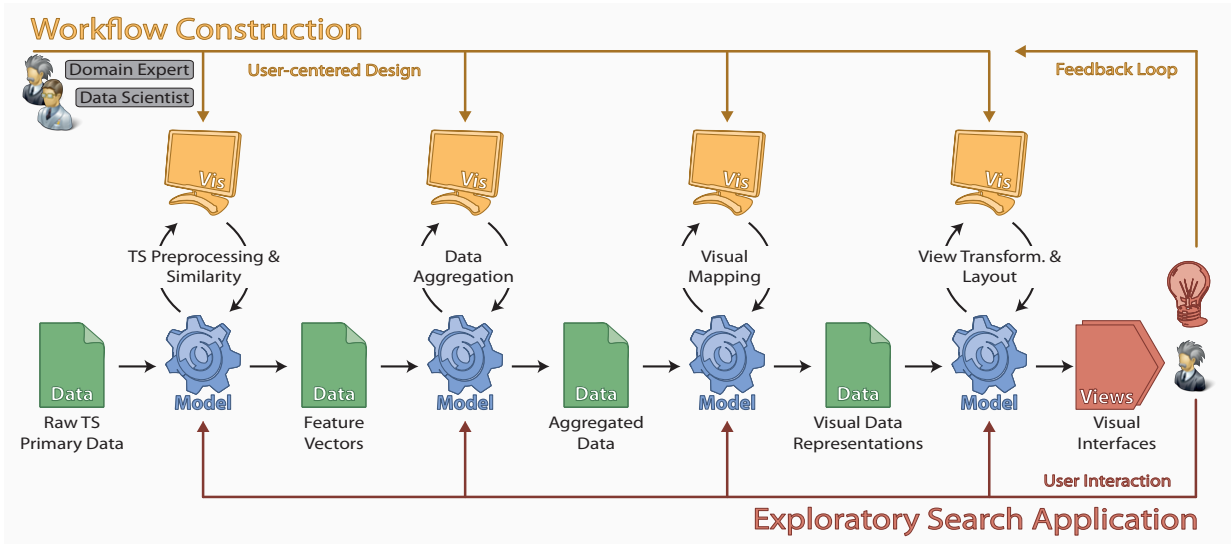 Workflow Construction
Domain Expert
Data Scientist
User-centered Design
Feedback Loop
Vis
Vis
Vis
Vis
TS Preprocessing &
Similarity
Data
Aggregation
Visual
Mapping
View Transform. &
Layout
Data
Model
Data
Model
Data
Model
Data
Model
Views
Raw TS
Primary Data
Feature
Vectors
Aggregated
Data
Visual Data
Representations
Visual
Interfaces
User Interaction
Exploratory Search Application